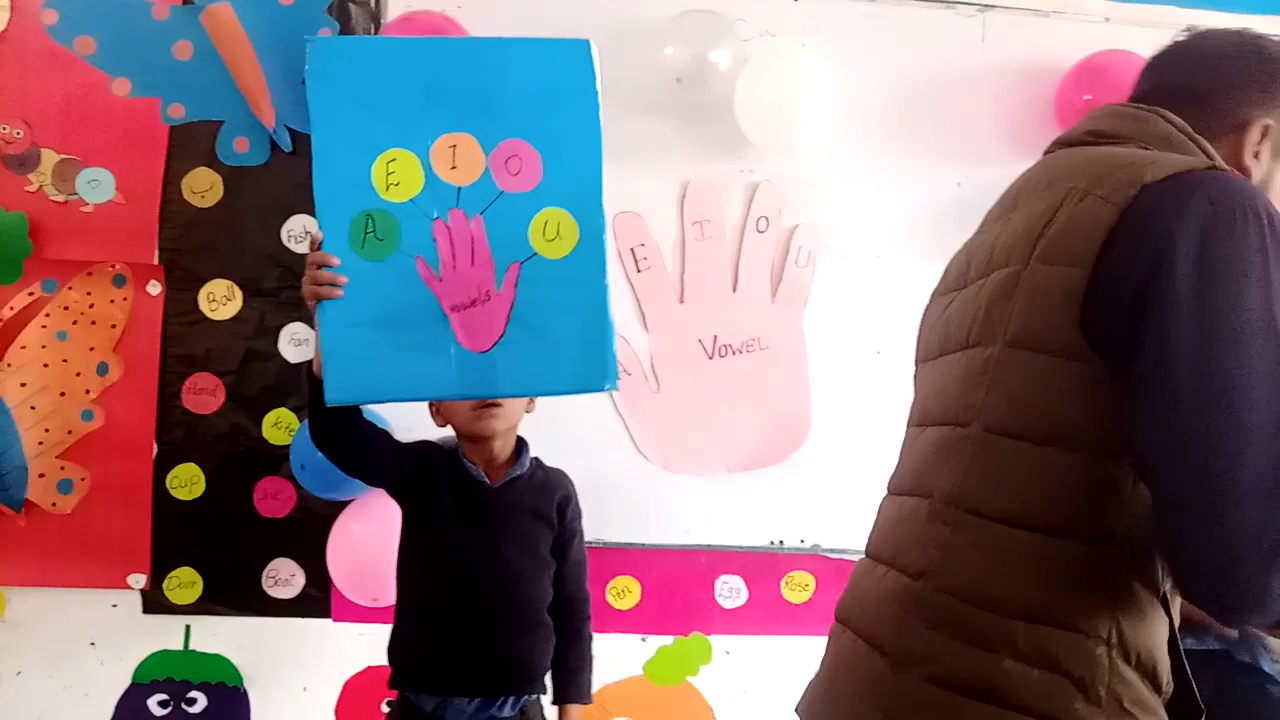 A
E
I
O
U
vowels
A
E
I
O
U
VOWEL
Fish
Ball
Fan
Hand
Kite
Cup
Door
Boat
Pen
Egg
Rose